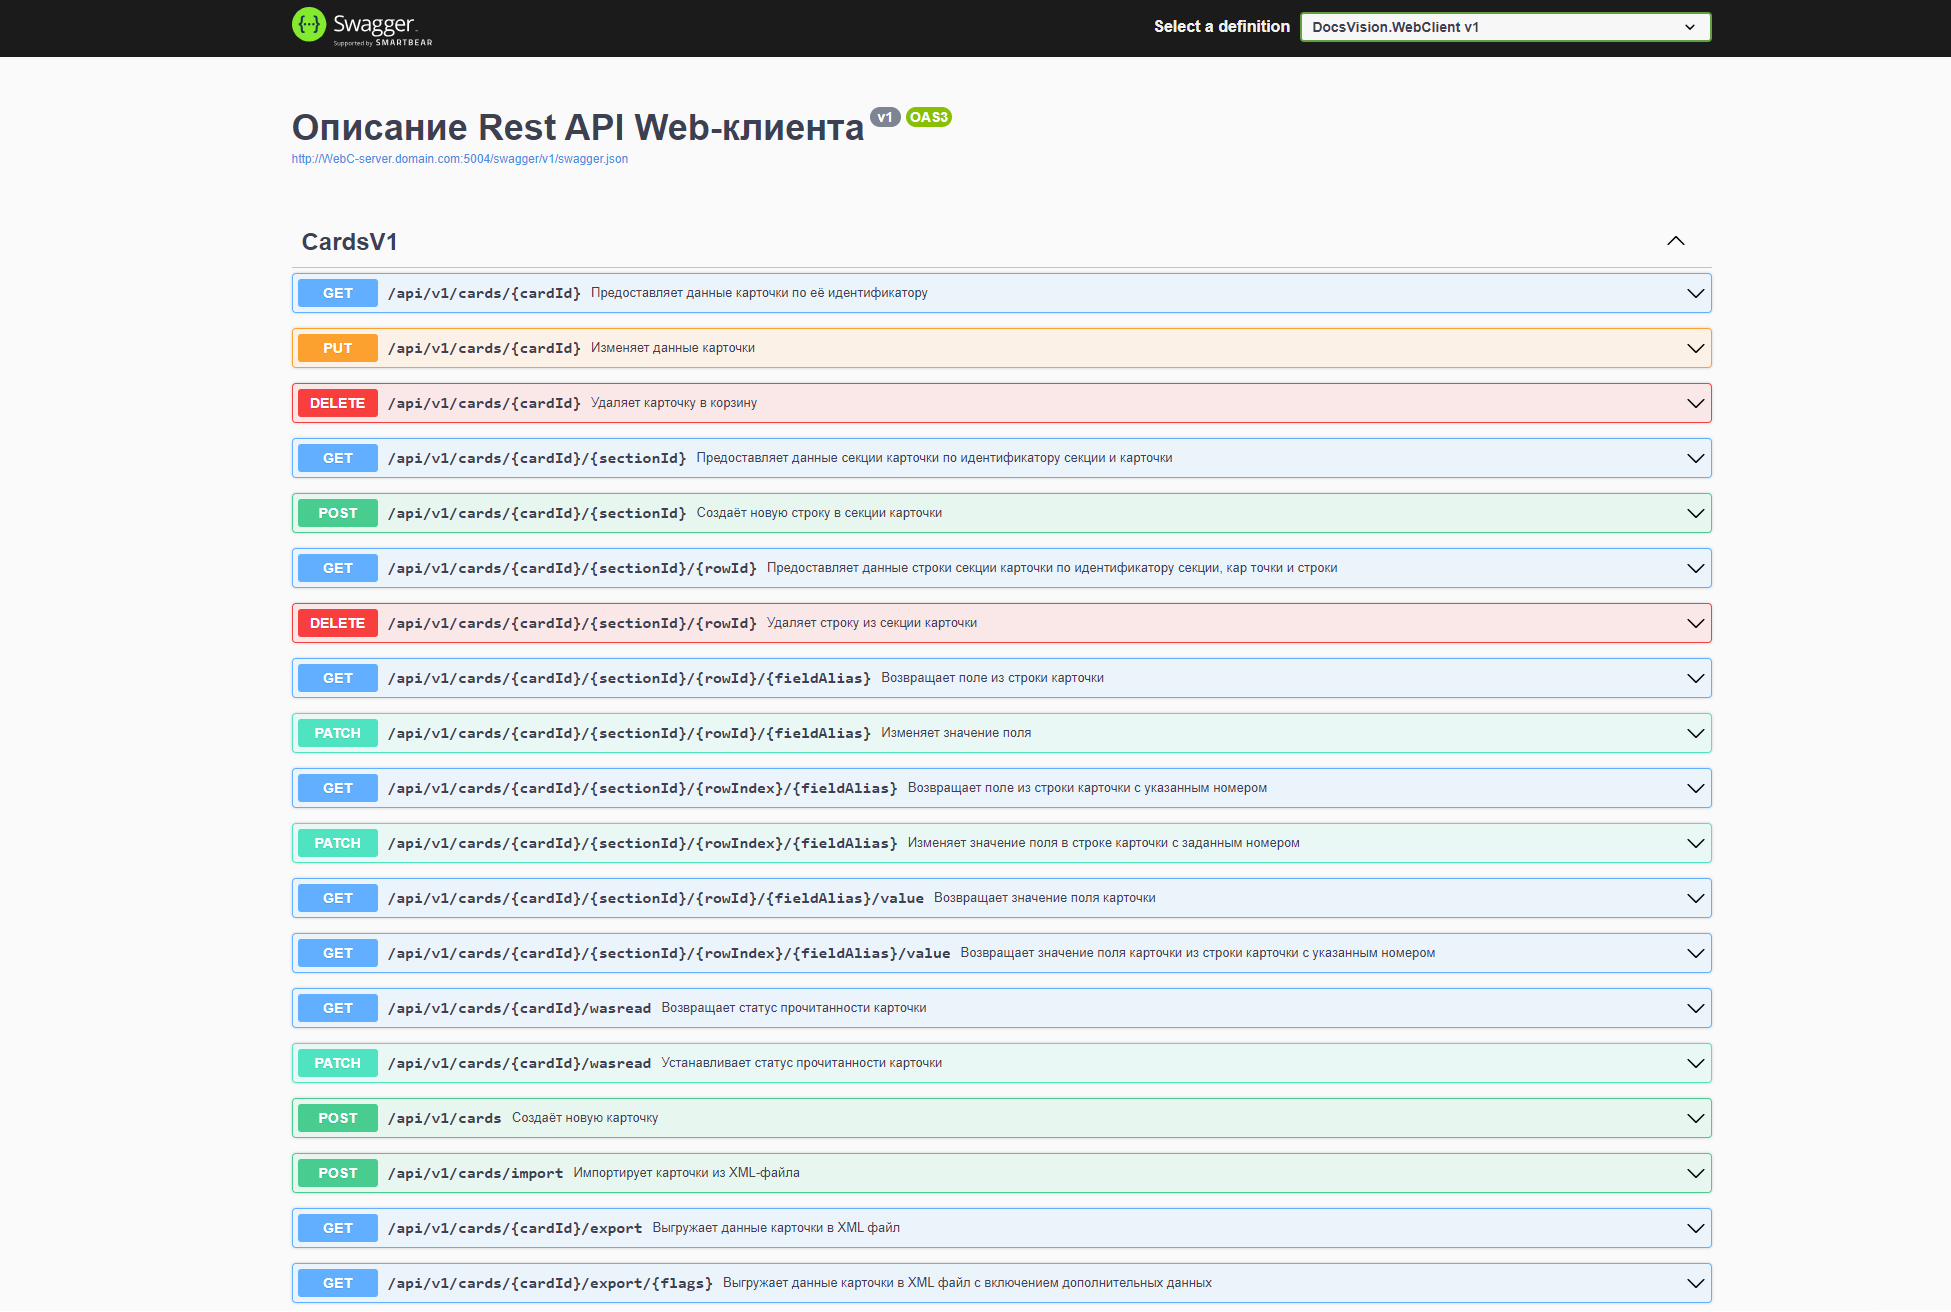 Swagger
Supported by SMARTBEAR
Select a definition
DocsVision.WebClient v1
Описание Rest API Web-клиента v1 OAS3
http://WebC-server.domain.com:5004/swagger/v1/swagger.json
CardsV1
GET /api/v1/cards/{cardId} Предоставляет данные карточки по её идентификатору
PUT /api/v1/cards/{cardId} Изменяет данные карточки
DELETE /api/v1/cards/{cardId} Удаляет карточку в корзину
GET /api/v1/cards/{cardId}/{sectionId} Предоставляет данные секции карточки по идентификатору секции и карточки
POST /api/v1/cards/{cardId}/{sectionId} Создаёт новую строку в секции карточки
GET /api/v1/cards/{cardId}/{sectionId}/{rowId} Предоставляет данные строки секции карточки по идентификатору секции, кар точки и строки
DELETE /api/v1/cards/{cardId}/{sectionId}/{rowId} Удаляет строку из секции карточки
GET /api/v1/cards/{cardId}/{sectionId}/{rowId}/{fieldAlias} Возвращает поле из строки карточки
PATCH /api/v1/cards/{cardId}/{sectionId}/{rowId}/{fieldAlias} Изменяет значение поля
GET /api/v1/cards/{cardId}/{sectionId}/{rowIndex}/{fieldAlias} Возвращает поле из строки карточки с указанным номером
PATCH /api/v1/cards/{cardId}/{sectionId}/{rowIndex}/{fieldAlias} Изменяет значение поля в строке карточки с заданным номером
GET /api/v1/cards/{cardId}/{sectionId}/{rowId}/{fieldAlias}/value Возвращает значение поля карточки
GET /api/v1/cards/{cardId}/{sectionId}/{rowIndex}/{fieldAlias}/value Возвращает значение поля карточки из строки карточки с указанным номером
GET /api/v1/cards/{cardId}/wasread Возвращает статус прочитанности карточки
PATCH /api/v1/cards/{cardId}/wasread Устанавливает статус прочитанности карточки
POST /api/v1/cards Создаёт новую карточку
POST /api/v1/cards/import Импортирует карточки из XML-файла
GET /api/v1/cards/{cardId}/export Выгружает данные карточки в XML файл
GET /api/v1/cards/{cardId}/export/{flags} Выгружает данные карточки в XML файл с включением дополнительных данных